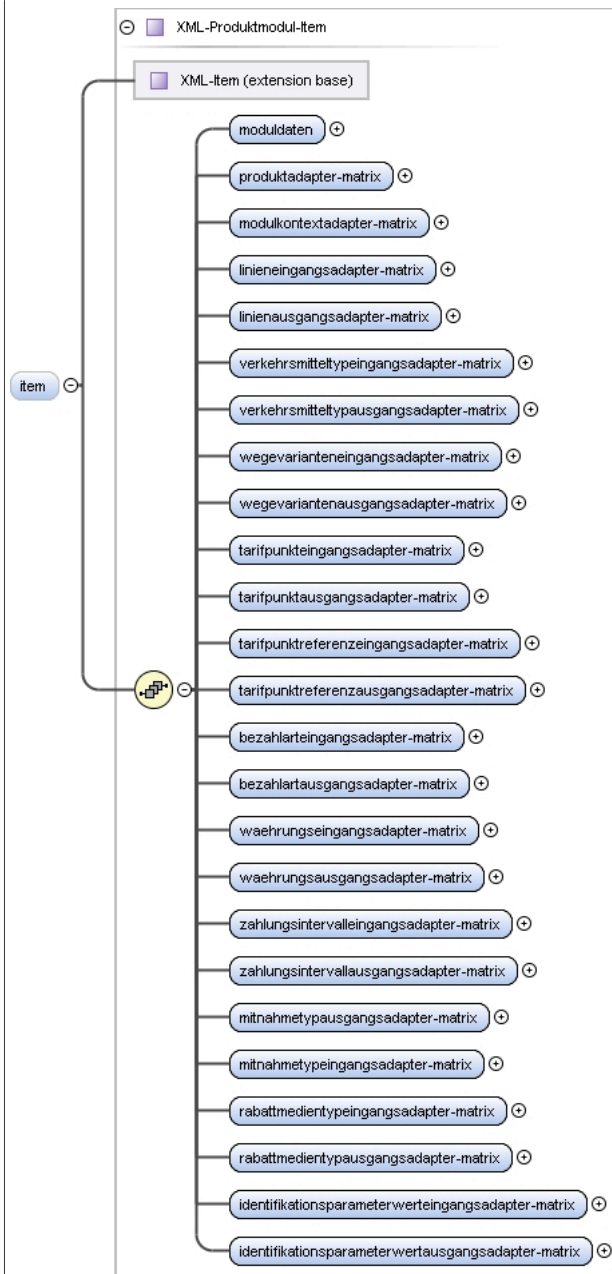 XML-Produktmodul-Item
XML-Item (extension base)
moduldaten
produktadapter-matrix
modulkontextadapter-matrix
linieneingangsadapter-matrix
linienausgangsadapter-matrix
verkehrsmitteltypeingangsadapter-matrix
item
verkehrsmitteltypausgangsadapter-matrix
wegevarianteneingangsadapter-matrix
wegevariantenausgangsadapter-matrix
tarifpunkteingangsadapter-matrix
tarifpunktausgangsadapter-matrix
tarifpunktreferenzeingangsadapter-matrix
tarifpunktreferenzausgangsadapter-matrix
bezahlarteingangsadapter-matrix
bezahlartausgangsadapter-matrix
waehrungseingangsadapter-matrix
waehrungsausgangsadapter-matrix
zahlungsintervalleingangsadapter-matrix
zahlungsintervallausgangsadapter-matrix
mitnahmetypausgangsadapter-matrix
mitnahmetypeingangsadapter-matrix
rabattmedientypeingangsadapter-matrix
rabattmedientypausgangsadapter-matrix
identifikationsparameterwerteingangsadapter-matrix
identifikationsparameterwertausgangsadapter-matrix